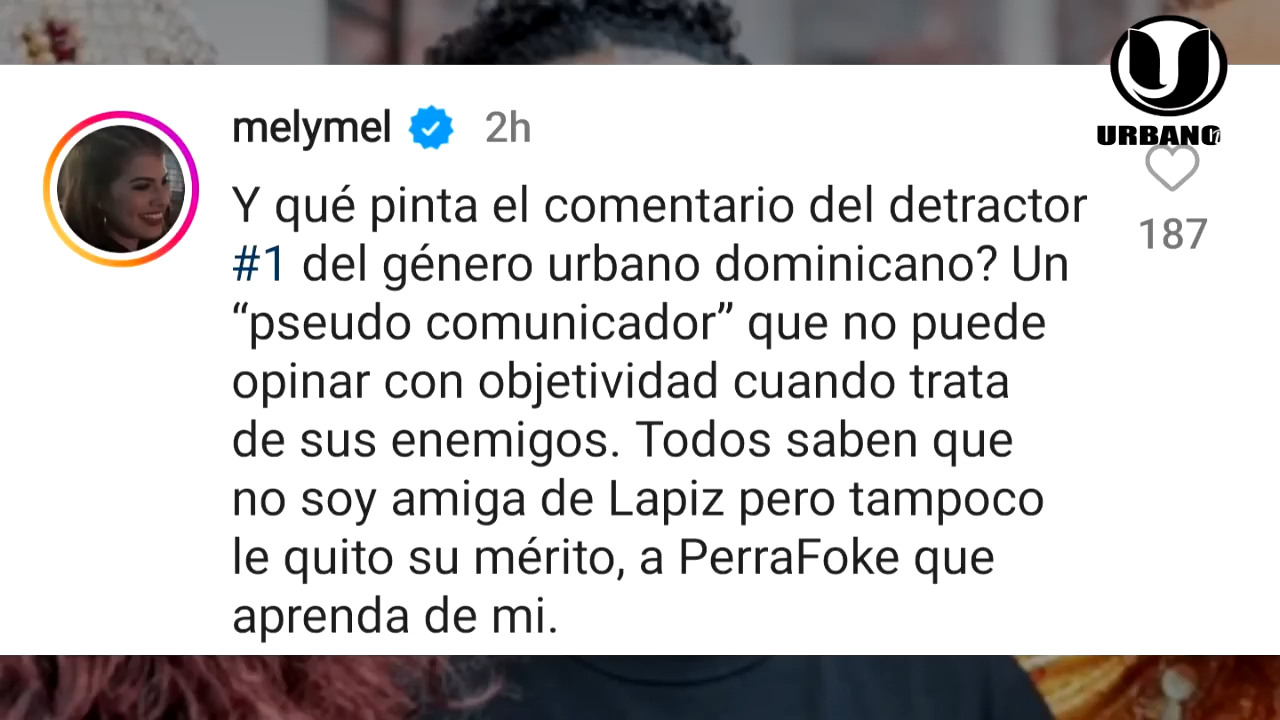 URBANO
melymel 2h
187
Y qué pinta el comentario del detractor
#1 del género urbano dominicano? Un
“pseudo comunicador” que no puede
opinar con objetividad cuando trata
de sus enemigos. Todos saben que
no soy amiga de Lapiz pero tampoco
le quito su mérito, a PerraFoke que
aprenda de mi.